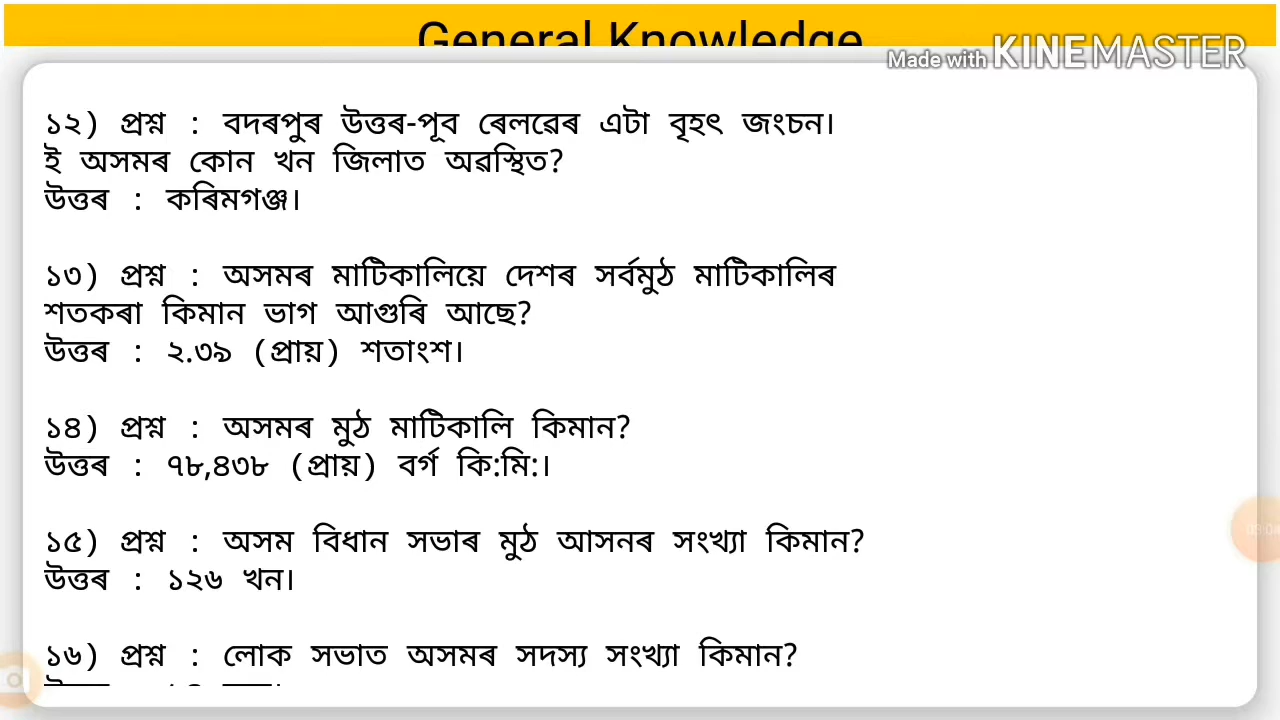 General Knowledge
Made with KINEMASTER
১২) প্ৰশ্ন : বদৰপুৰ উত্তৰ-পূব ৰেলৱেৰ এটা বৃহৎ জংচন।
ই অসমৰ কোন খন জিলাত অৱস্থিত?
উত্তৰ : কৰিমগঞ্জ।
১৩) প্ৰশ্ন : অসমৰ মাটিকালিয়ে দেশৰ সৰ্বমুঠ মাটিকালিৰ
শতকৰা কিমান ভাগ আগুৰি আছে?
উত্তৰ : ২.৩৯ (প্ৰায়) শতাংশ।
১৪) প্ৰশ্ন : অসমৰ মুঠ মাটিকালি কিমান?
উত্তৰ : ৭৮,৪৩৮ (প্ৰায়) বৰ্গ কি:মি:।
১৫) প্ৰশ্ন : অসম বিধান সভাৰ মুঠ আসনৰ সংখ্যা কিমান?
উত্তৰ : ১২৬ খন।
১৬) প্ৰশ্ন : লোক সভাত অসমৰ সদস্য সংখ্যা কিমান?